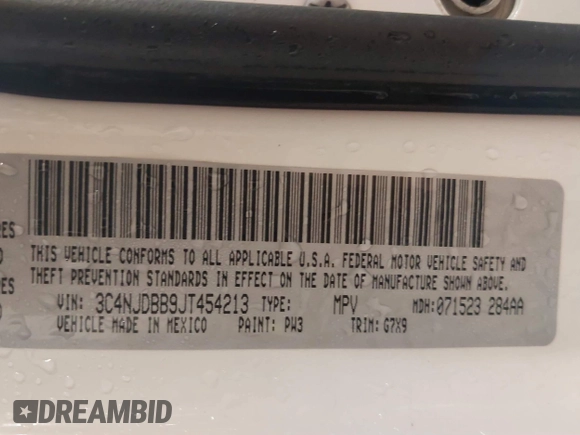 RES
THIS VEHICLE CONFORMS TO ALL APPLICABLE U.S.A. FEDERAL MOTOR VEHICLE SAFETY AND
THEFT PREVENTION STANDARDS IN EFFECT ON THE DATE OF MANUFACTURE SHOWN ABOVE.
RES
VIN: 3C4NJDBB9JT454213 TYPE: MPV MDH:071523 284AA
VEHICLE MADE IN MEXICO PAINT: PW3 TRIM: G7X9
DREAMBID